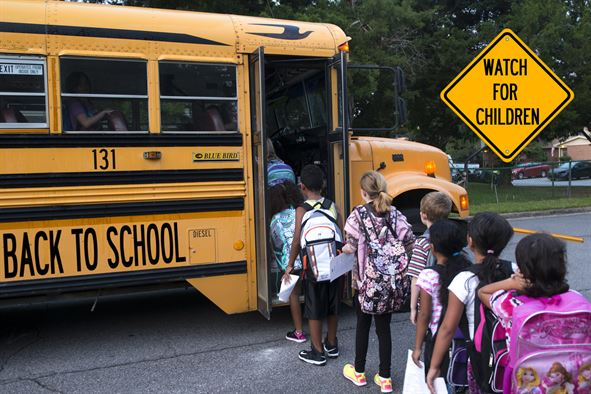 WATCH
FOR
CHILDREN
EXIT
131
BLUE BIRD
BACK TO SCHOOL
DIESEL